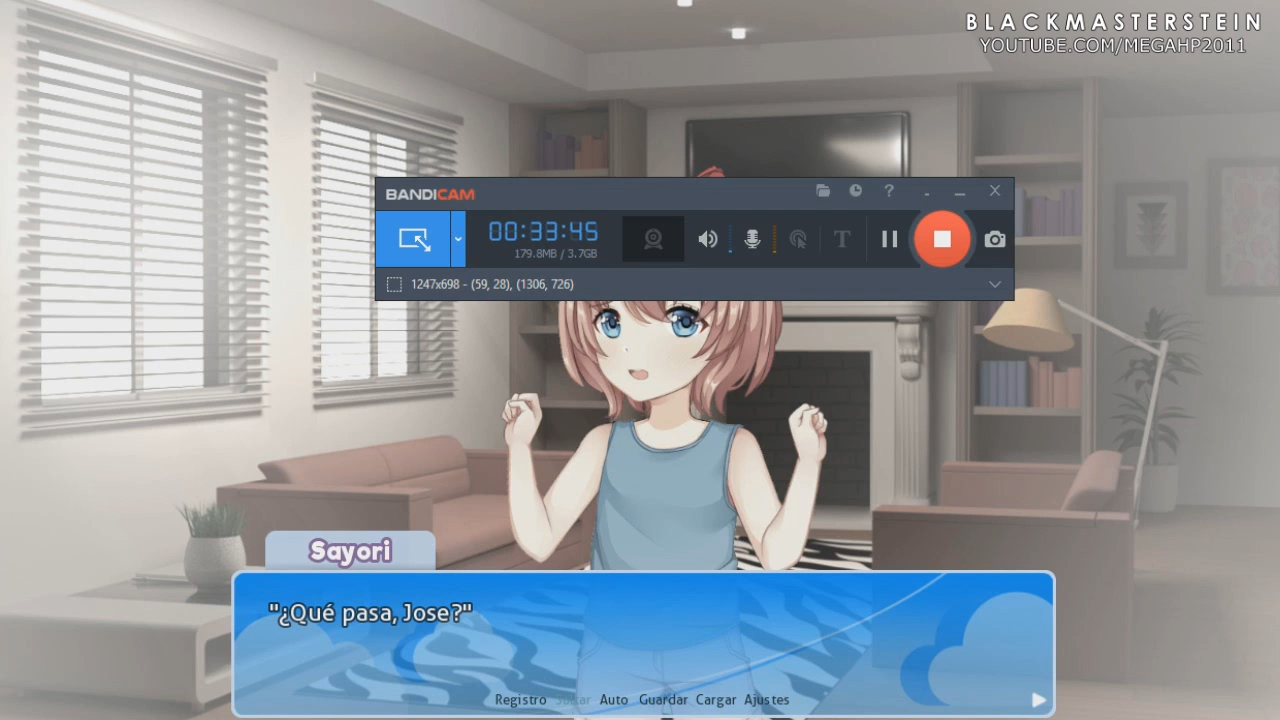 BLACKMASTERSTEIN
YOUTUBE.COM/MEGAHP2011
BANDICAM
?
00:33:45
179.8MB / 3.7GB
T
1247x698 - (59, 28), (1306, 726)
Sayori
"¿Qué pasa, Jose?"
Registro Saltar Auto Guardar Cargar Ajustes